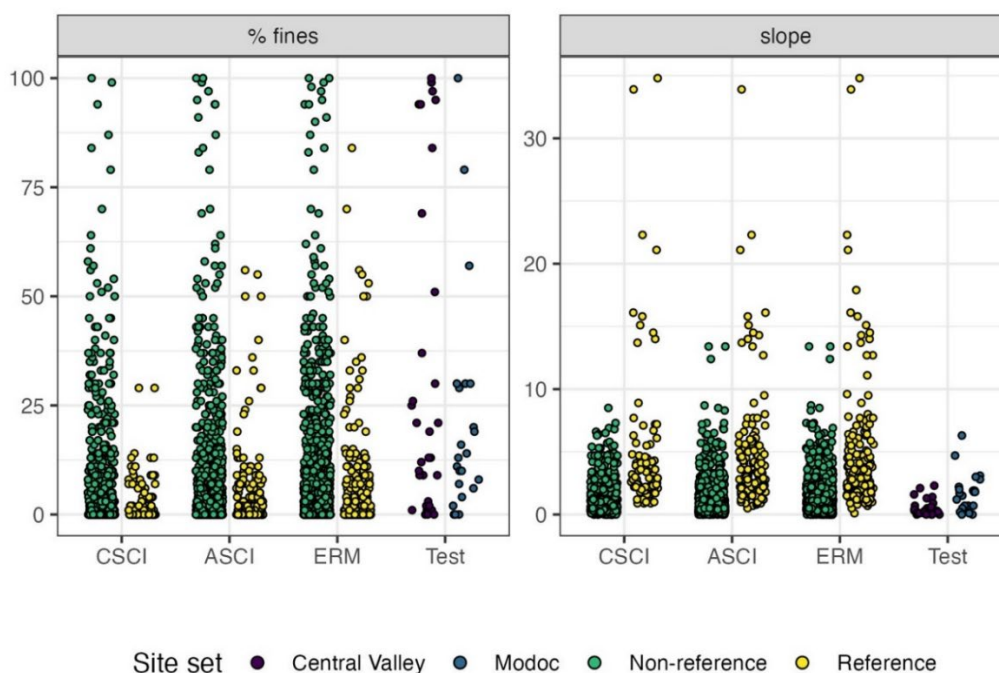 % fines
slope
100
75
50
25
0
30
20
10
0
CSCI ASCI ERM Test
CSCI ASCI ERM Test
Site set Central Valley Modoc Non-reference Reference